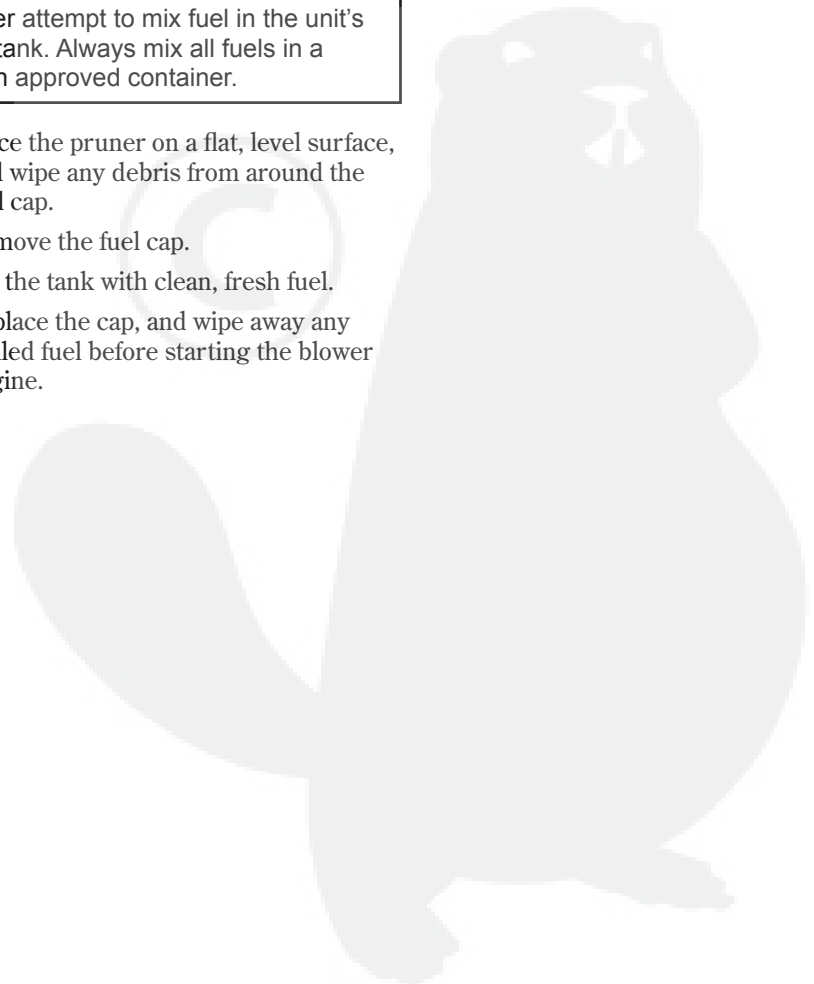 er attempt to mix fuel in the unit's
tank. Always mix all fuels in a
n approved container.
ce the pruner on a flat, level surface,
d wipe any debris from around the
l cap.
move the fuel cap.
the tank with clean, fresh fuel.
place the cap, and wipe away any
led fuel before starting the blower
gine.
©